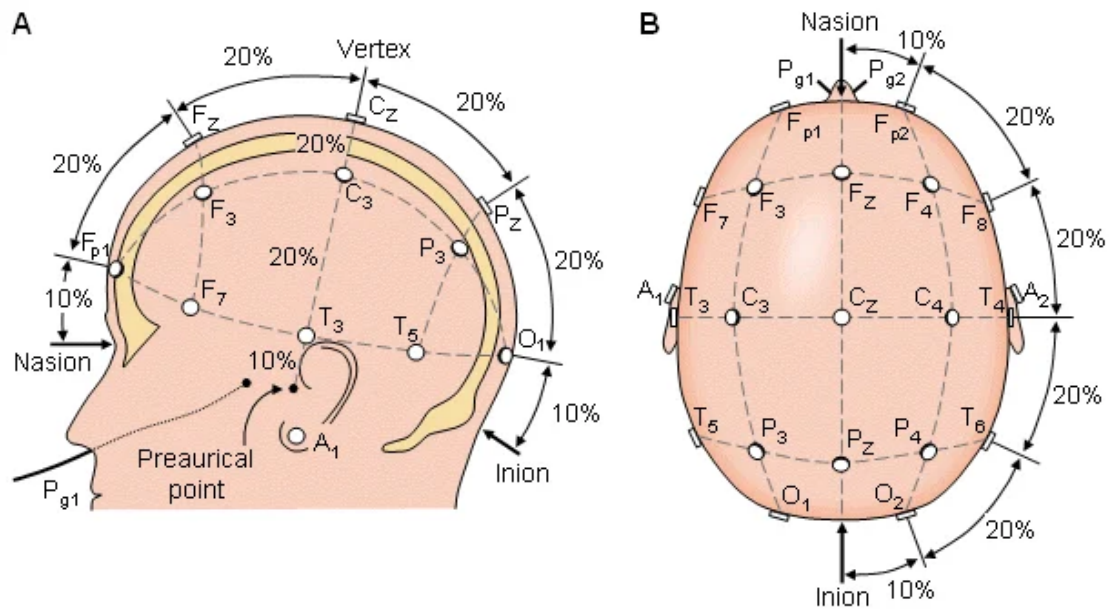 A
20%
Vertex
20%
Fz
Cz
20%
20%
F3
C3
Pz
Fp1
P3
20%
20%
10%
F7
T3
T5
O1
Nasion
10%
10%
A1
Preaurical
point
Inion
Pg1
B
Nasion
10%
Pg1
Pg2
20%
Fp1
Fp2
F7
F3
Fz
F4
F8
20%
A1
T3
C3
Cz
C4
T4
A2
20%
T5
P3
Pz
P4
T6
O1
O2
20%
10%
Inion